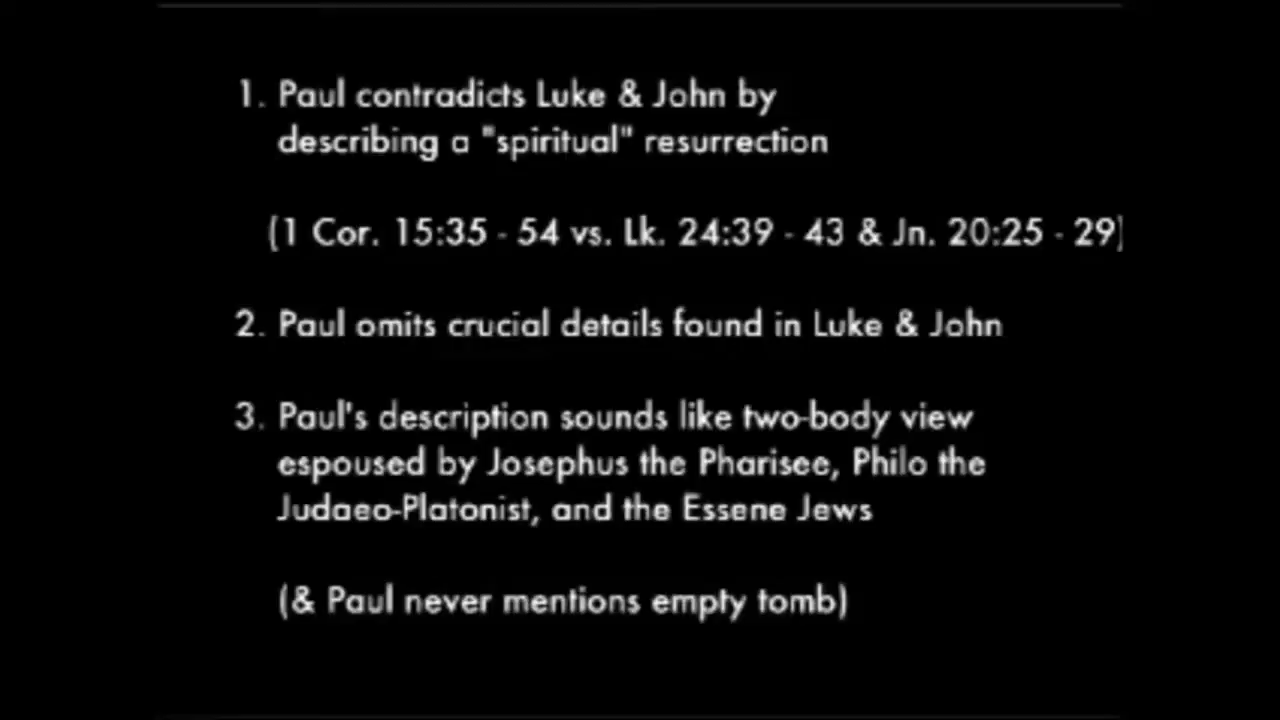 1. Paul contradicts Luke & John by
describing a "spiritual" resurrection
(1 Cor. 15:35 - 54 vs. Lk. 24:39 - 43 & Jn. 20:25 - 29)
2. Paul omits crucial details found in Luke & John
3. Paul's description sounds like two-body view
espoused by Josephus the Pharisee, Philo the
Judaeo-Platonist, and the Essene Jews
(& Paul never mentions empty tomb)